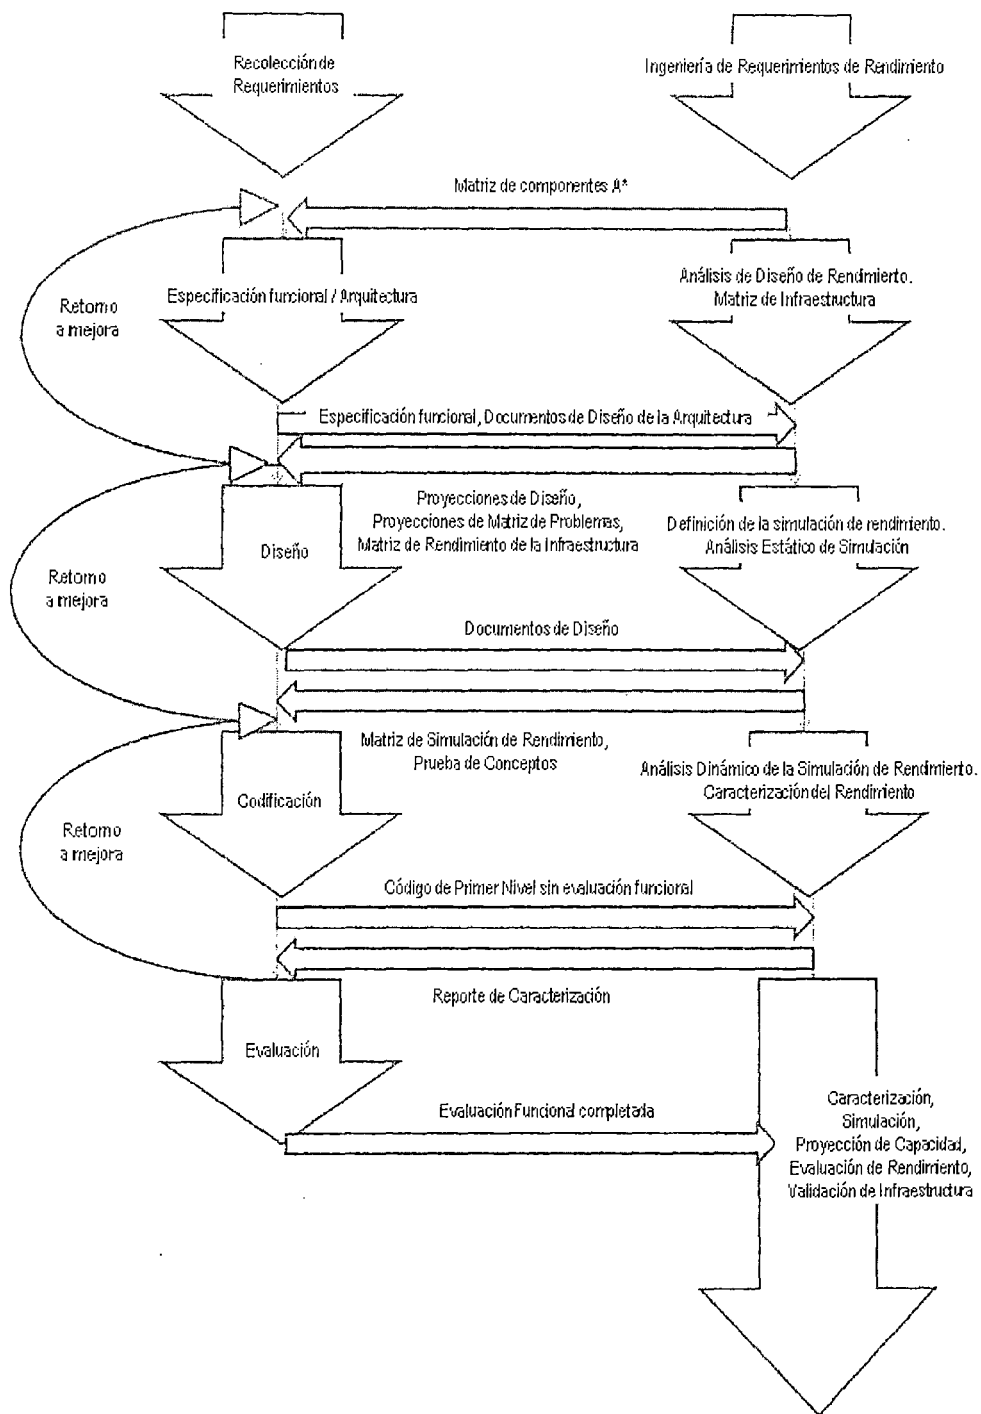 Recolección de
Requerimientos
Ingeniería de Requerimientos de Rendimiento
Matriz de componentes A*
Retorno
a mejora
Especificación funcional / Arquitectura
Análisis de Diseño de Rendimierto.
Matriz de Infraestructura
Especificación funcional, Documentos de Diseño de la Arquitectura
Proyecciones de Diseño,
Proyecciones de Matriz de Problemas,
Matriz de Rendimiento de la Infraestructura
Diseño
Definición de la simulación de rendimiento.
Análisis Estático de Simulación
Retorno
a mejora
Documentos de Diseño
Matriz de Simulación de Rendimiento,
Prueba de Conceptos
Análisis Dinámico de la Simulación de Rendimierto.
Caracterización del Rendimiento
Codificación
Retorno
a mejora
Código de Primer Nivel sin evaluación funcional
Reporte de Caracterización
Evaluación
Evaluación Funcional completada
Caracterización,
Simulación,
Proyección de Capacidad,
Evaluación de Rendimiento,
Validación de Infraestructura